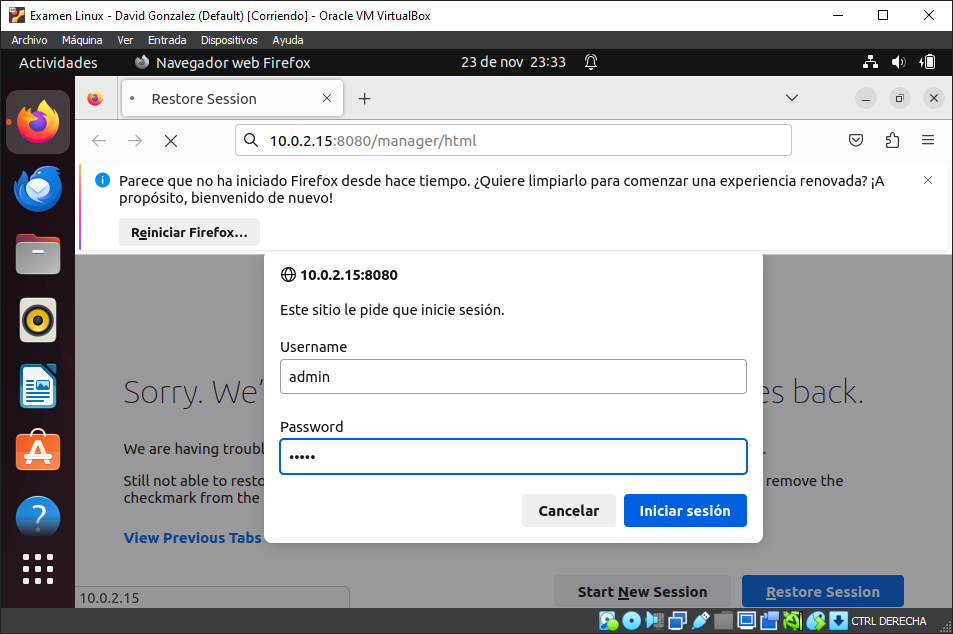 Examen Linux - David Gonzalez (Default) [Corriendo] - Oracle VM VirtualBox
Archivo Máquina Ver Entrada Dispositivos Ayuda
Actividades Navegador web Firefox 23 de nov 23:33
Restore Session
10.0.2.15:8080/manager/html
Parece que no ha iniciado Firefox desde hace tiempo. ¿Quiere limpiarlo para comenzar una experiencia renovada? ¡A
propósito, bienvenido de nuevo!
Reiniciar Firefox...
10.0.2.15:8080
Este sitio le pide que inicie sesión.
Username
admin
Password
•••••
Cancelar Iniciar sesión
Sorry. We' es back.
We are having troubl
Still not able to resto remove the
checkmark from the
View Previous Tabs
Start New Session Restore Session
10.0.2.15
CTRL DERECHA